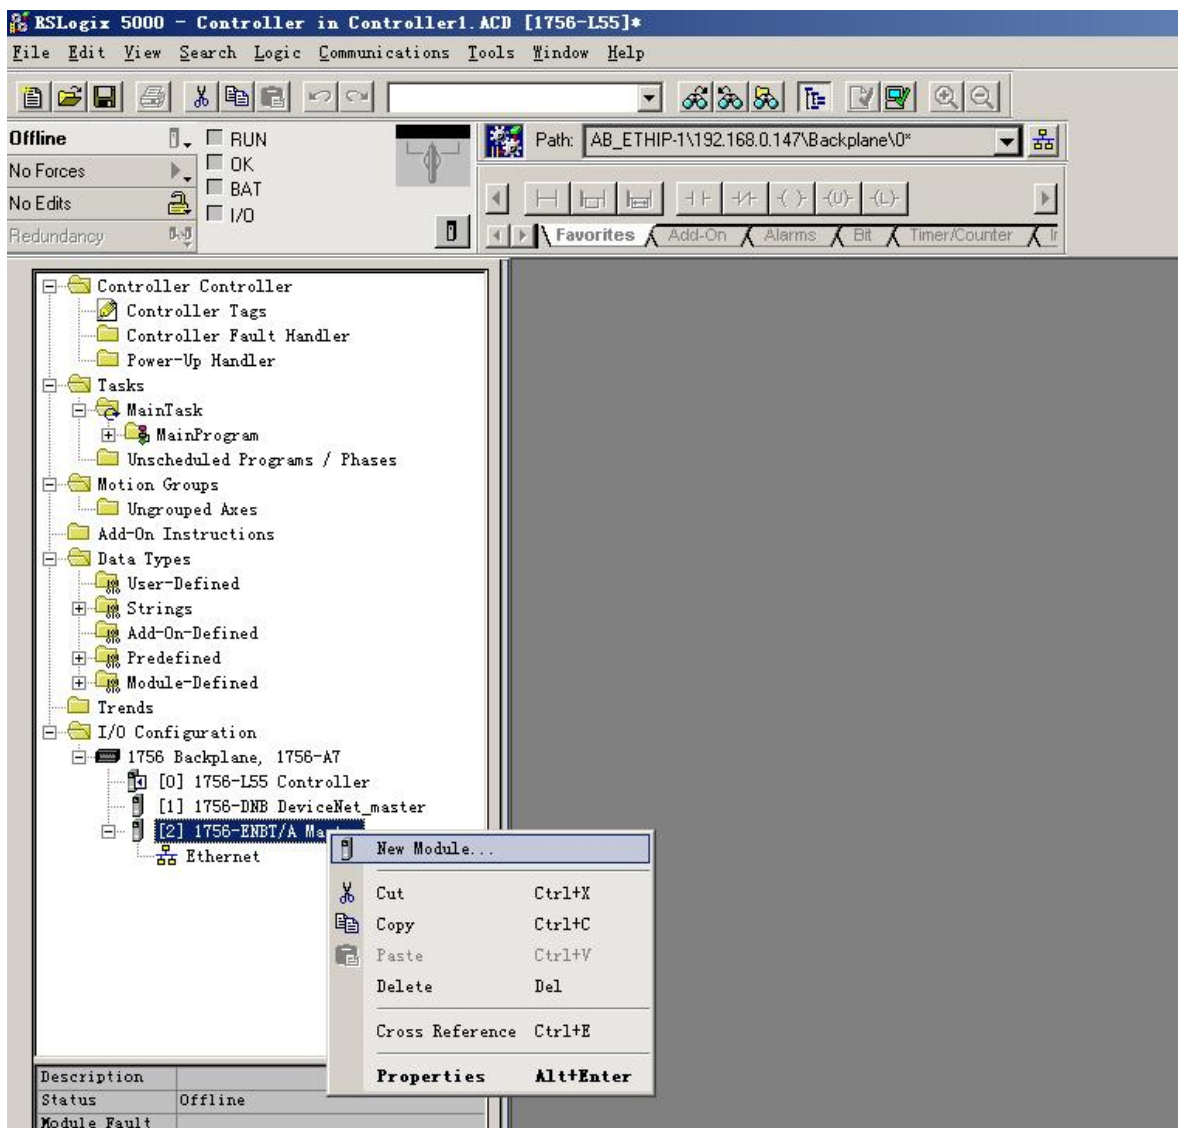 RSLogix 5000 - Controller in Controller1.ACD [1756-L55]*
File Edit View Search Logic Communications Tools Window Help
Offline
RUN
Path: AB_ETHIP-1\192.168.0.147\Backplane\0*
No Forces
OK
No Edits
BAT
I/O
Redundancy
Favorites Add-On Alarms Bit Timer/Counter
Controller Controller
Controller Tags
Controller Fault Handler
Power-Up Handler
Tasks
MainTask
MainProgram
Unscheduled Programs / Phases
Motion Groups
Ungrouped Axes
Add-On Instructions
Data Types
User-Defined
Strings
Add-On-Defined
Predefined
Module-Defined
Trends
I/O Configuration
1756 Backplane, 1756-A7
[0] 1756-L55 Controller
[1] 1756-DNB DeviceNet_master
[2] 1756-ENBT/A
Ethernet
New Module...
Cut Ctrl+X
Copy Ctrl+C
Paste Ctrl+V
Delete Del
Cross Reference Ctrl+E
Properties Alt+Enter
Description
Status Offline
Module Fault